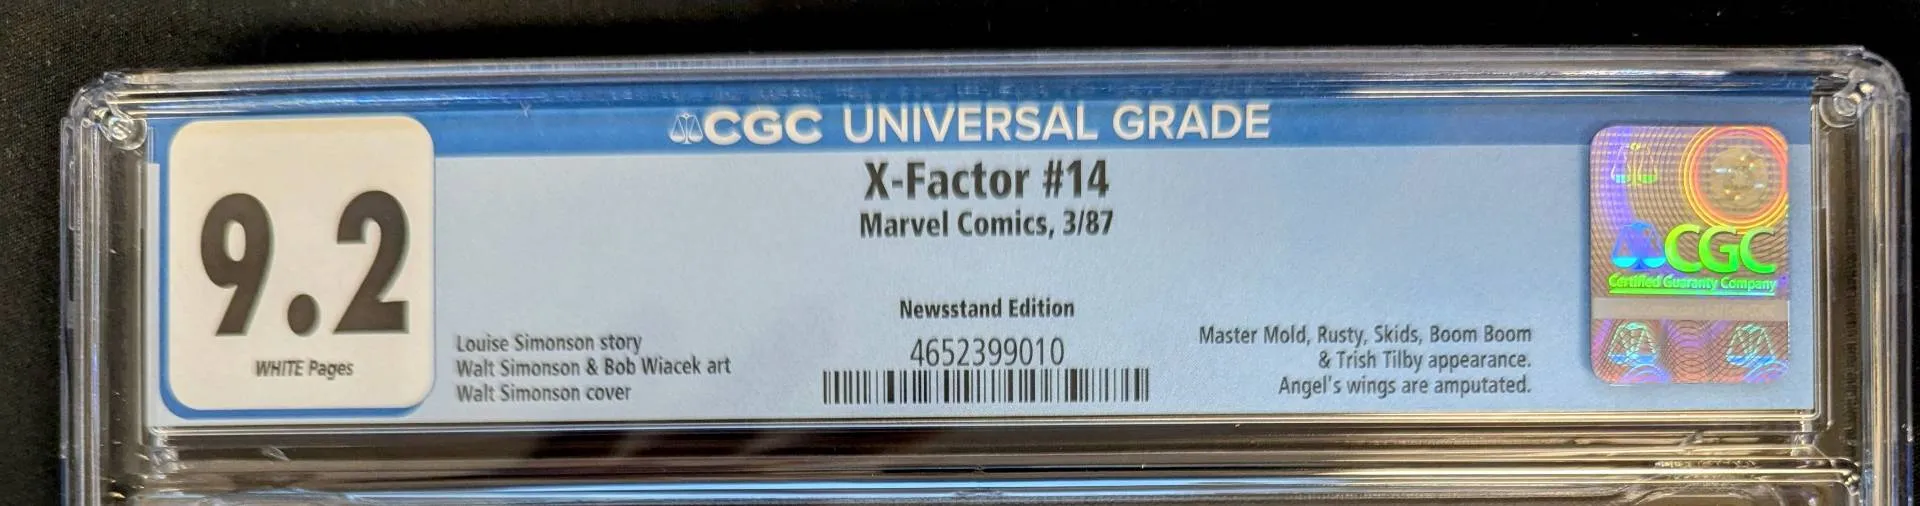 CGC UNIVERSAL GRADE
9.2
WHITE Pages
X-Factor #14
Marvel Comics, 3/87
Newsstand Edition
4652399010
Louise Simonson story
Walt Simonson & Bob Wiacek art
Walt Simonson cover
Master Mold, Rusty, Skids, Boom Boom
& Trish Tilby appearance.
Angel's wings are amputated.
CGC
Certified Guaranty Company